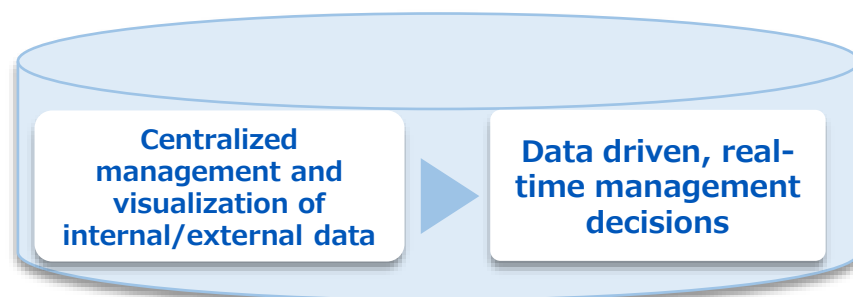 Centralized
management and
visualization of
internal/external data
Data driven, real-
time management
decisions